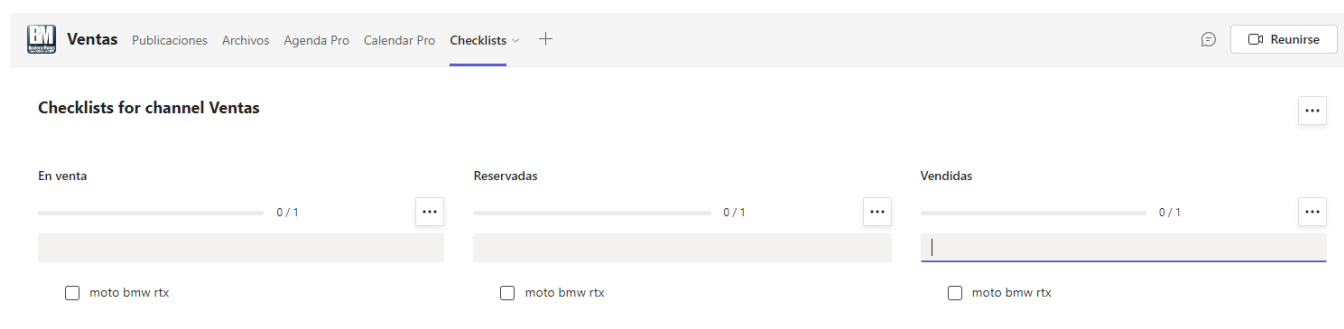 BM
Ventas Publicaciones Archivos Agenda Pro Calendar Pro Checklists Reunirse
Checklists for channel Ventas
En venta Reservadas Vendidas
0 / 1 0 / 1 0 / 1
moto bmw rtx moto bmw rtx moto bmw rtx